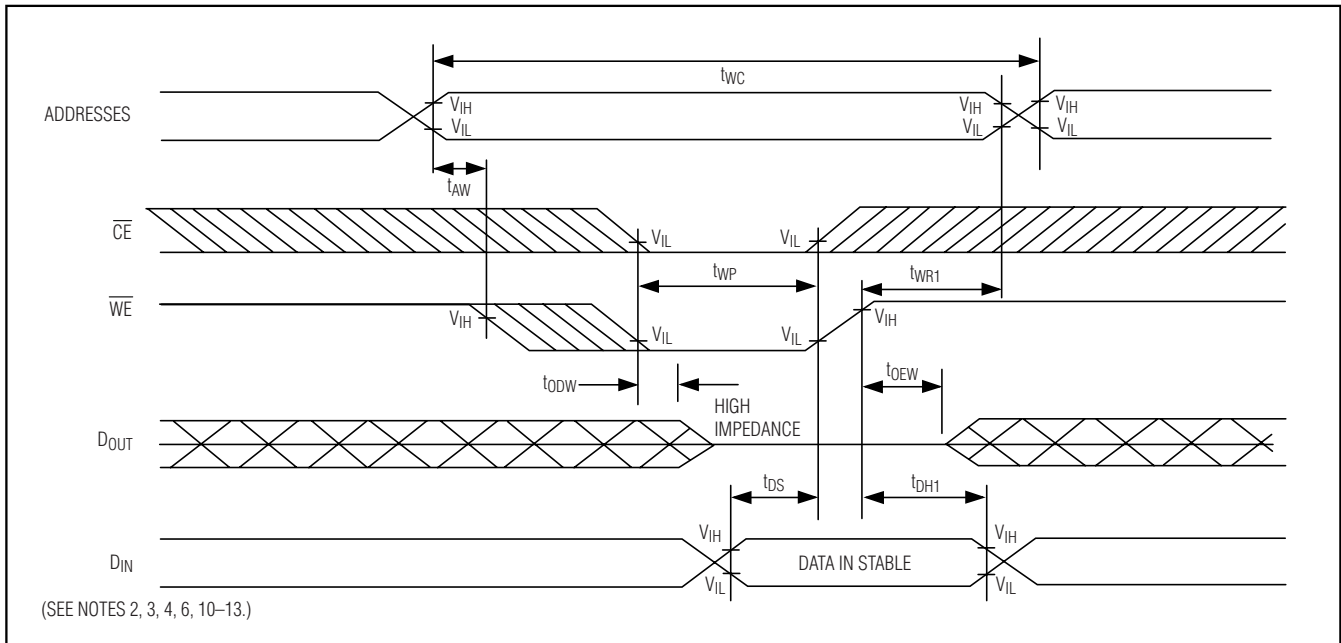 tWC
ADDRESSES
VIH
VIL
VIH
VIL
VIH
VIL
tAW
CE
VIL
VIL
tWP
tWR1
WE
VIH
VIL
VIL
VIH
tODW
tOEW
HIGH
IMPEDANCE
DOUT
tDS
tDH1
DIN
VIH
VIL
DATA IN STABLE
VIH
VIL
(SEE NOTES 2, 3, 4, 6, 10–13.)